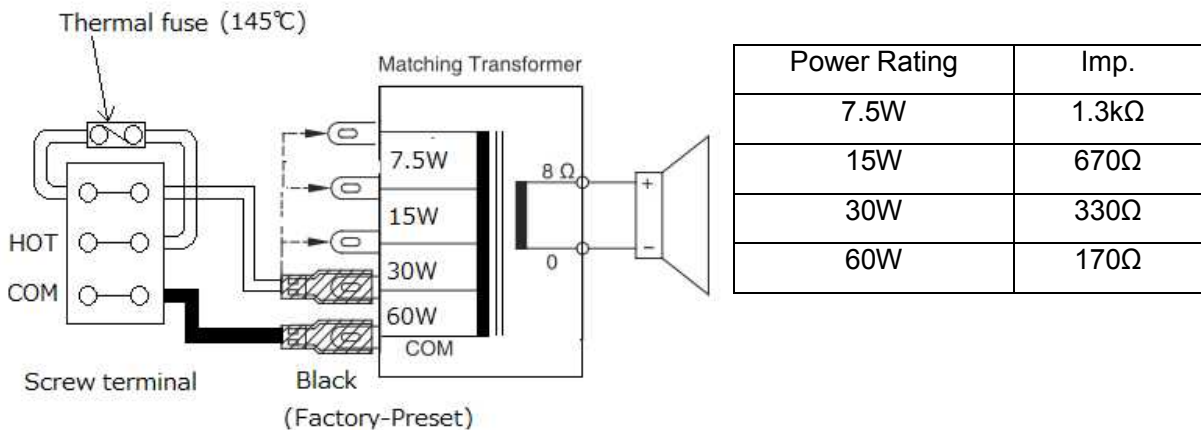 Thermal fuse (145℃)
Matching Transformer
7.5W
15W
30W
60W
COM
8 Ω
0
+
−
HOT
COM
Screw terminal
Black
(Factory-Preset)
Power Rating Imp.
7.5W 1.3kΩ
15W 670Ω
30W 330Ω
60W 170Ω